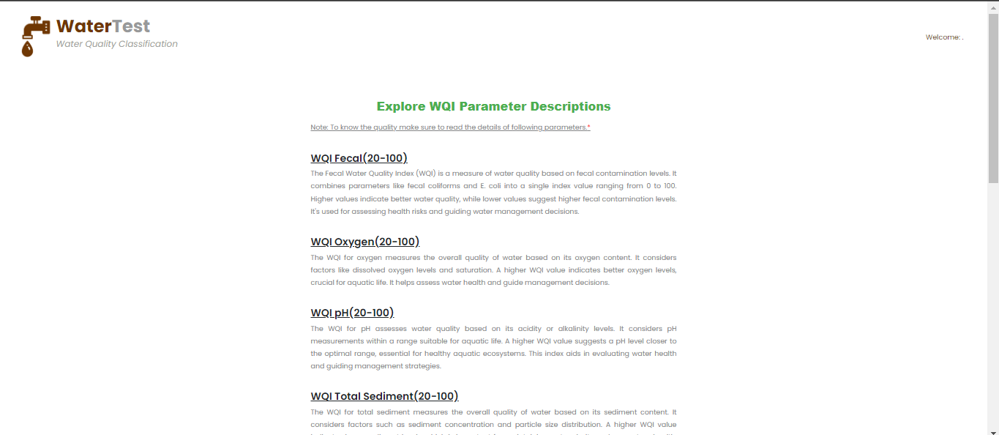 WaterTest
Water Quality Classification
Welcome: .
Explore WQI Parameter Descriptions
Note: To know the quality make sure to read the details of following parameters.*
WQI Fecal(20-100)
The Fecal Water Quality Index (WQI) is a measure of water quality based on fecal contamination levels. It
combines parameters like fecal coliforms and E. coli into a single index value ranging from 0 to 100.
Higher values indicate better water quality, while lower values suggest higher fecal contamination levels.
It's used for assessing health risks and guiding water management decisions.
WQI Oxygen(20-100)
The WQI for oxygen measures the overall quality of water based on its oxygen content. It considers
factors like dissolved oxygen levels and saturation. A higher WQI value indicates better oxygen levels,
crucial for aquatic life. It helps assess water health and guide management decisions.
WQI pH(20-100)
The WQI for pH assesses water quality based on its acidity or alkalinity levels. It considers pH
measurements within a range suitable for aquatic life. A higher WQI value suggests a pH level closer to
the optimal range, essential for healthy aquatic ecosystems. This index aids in evaluating water health
and guiding management strategies.
WQI Total Sediment(20-100)
The WQI for total sediment measures the overall quality of water based on its sediment content. It
considers factors such as sediment concentration and particle size distribution. A higher WQI value